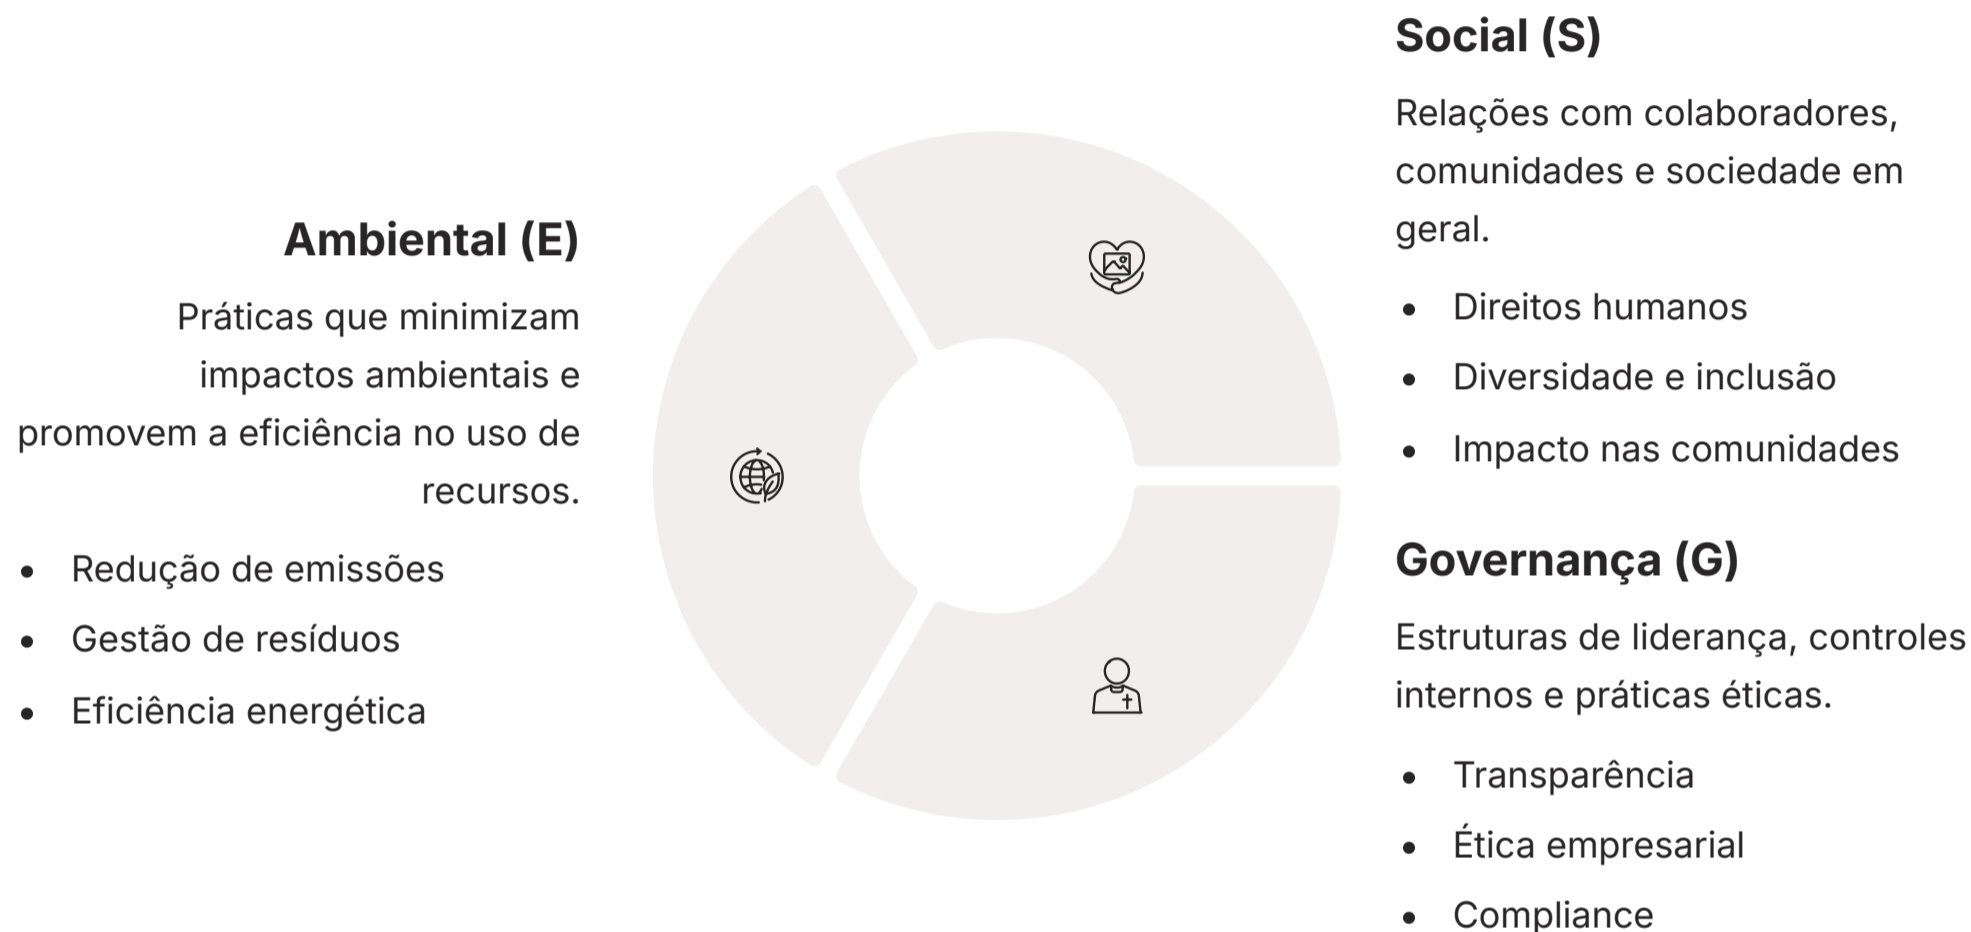 Ambiental (E)
Práticas que minimizam
impactos ambientais e
promovem a eficiência no uso de
recursos.
• Redução de emissões
• Gestão de resíduos
• Eficiência energética
Social (S)
Relações com colaboradores,
comunidades e sociedade em
geral.
• Direitos humanos
• Diversidade e inclusão
• Impacto nas comunidades
Governança (G)
Estruturas de liderança, controles
internos e práticas éticas.
• Transparência
• Ética empresarial
• Compliance